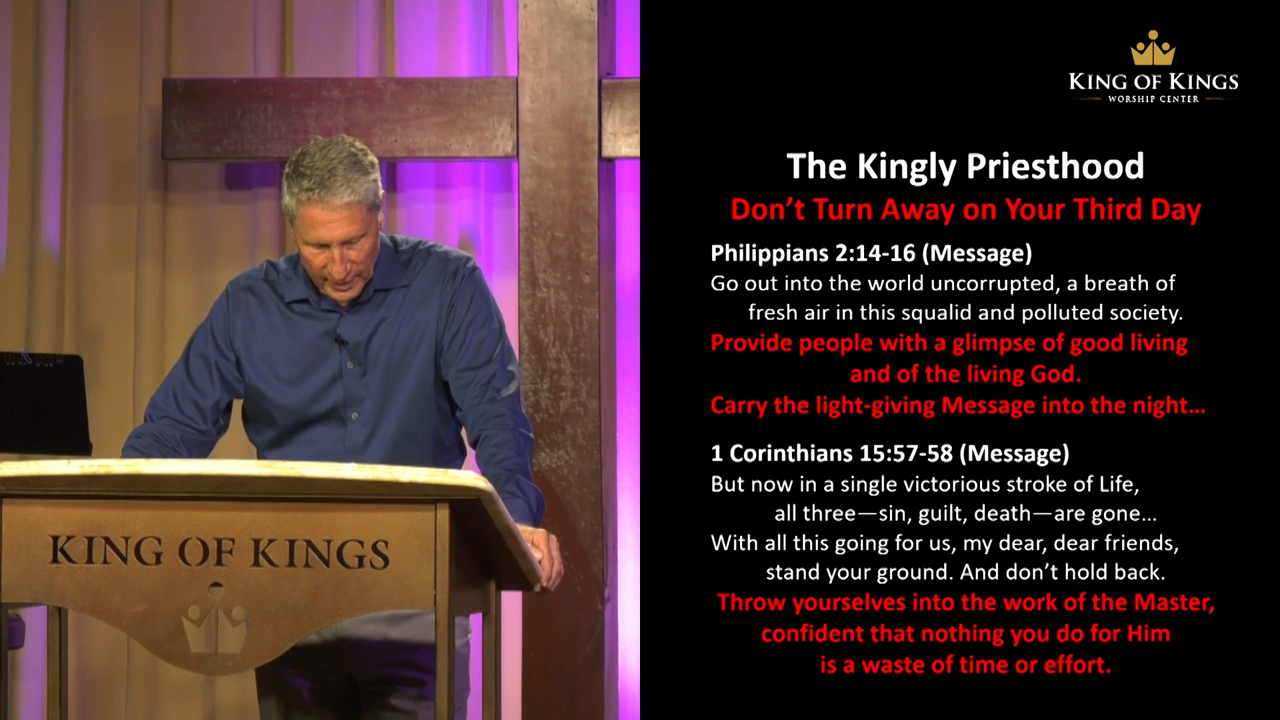 KING OF KINGS
KING OF KINGS
WORSHIP CENTER
The Kingly Priesthood
Don’t Turn Away on Your Third Day
Philippians 2:14-16 (Message)
Go out into the world uncorrupted, a breath of
fresh air in this squalid and polluted society.
Provide people with a glimpse of good living
and of the living God.
Carry the light-giving Message into the night…
1 Corinthians 15:57-58 (Message)
But now in a single victorious stroke of Life,
all three—sin, guilt, death—are gone…
With all this going for us, my dear, dear friends,
stand your ground. And don’t hold back.
Throw yourselves into the work of the Master,
confident that nothing you do for Him
is a waste of time or effort.